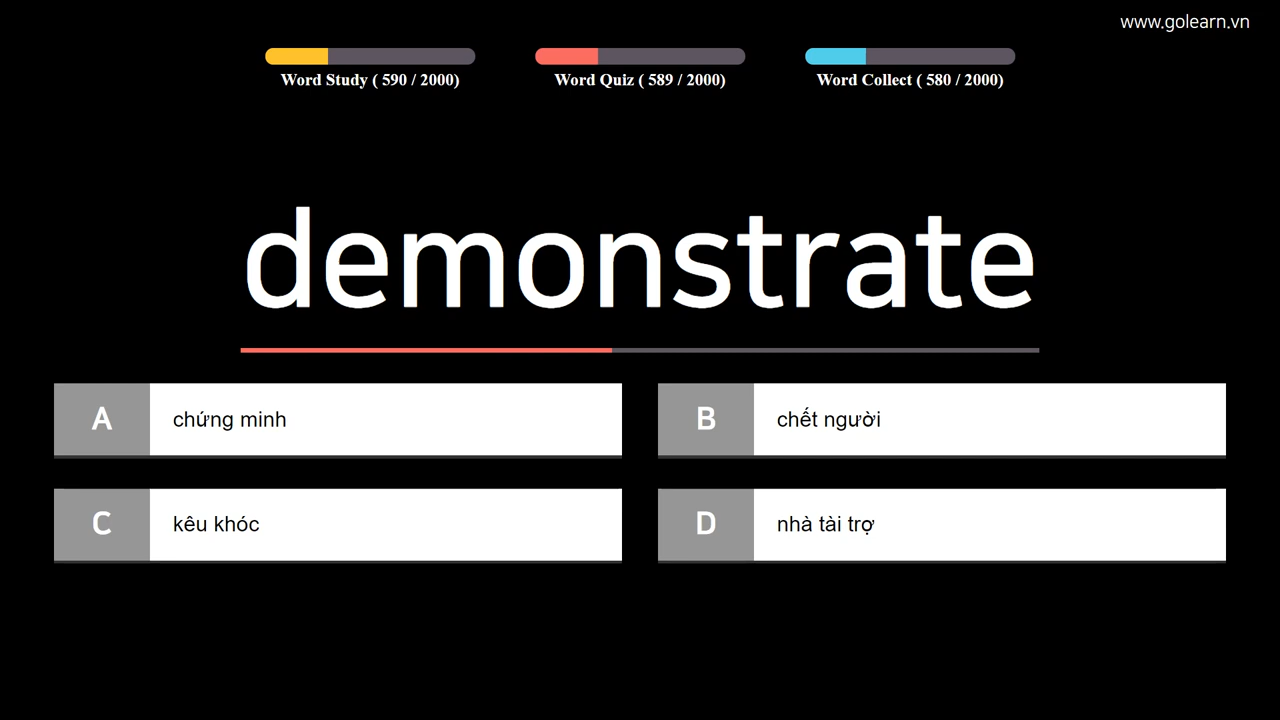 www.golearn.vn
Word Study ( 590 / 2000)
Word Quiz ( 589 / 2000)
Word Collect ( 580 / 2000)
demonstrate
A chứng minh
B chết người
C kêu khóc
D nhà tài trợ